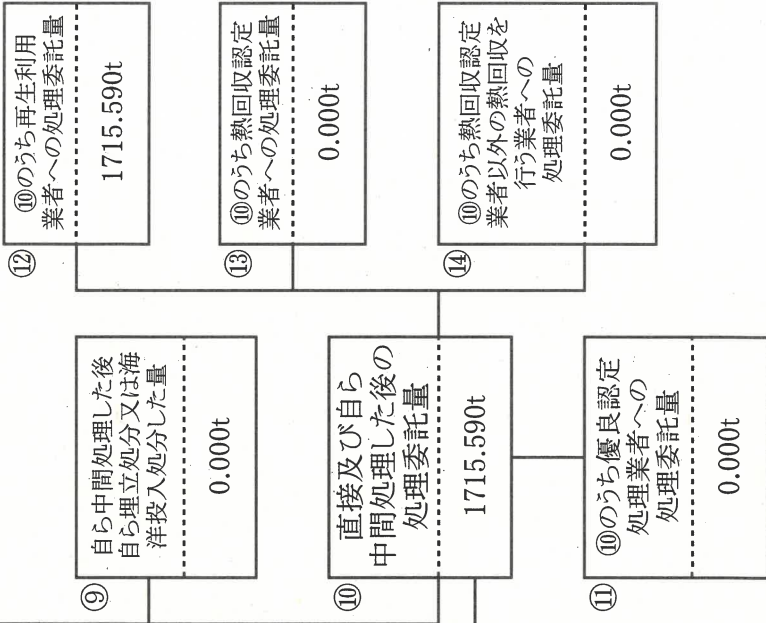 ⑨
自ら中間処理した後
自ら埋立処分又は海
洋投入処分した量
0.000t
⑩
直接及び自ら
中間処理した後の
処理委託量
1715.590t
⑪
⑩のうち優良認定
処理業者への
処理委託量
0.000t
⑫
⑩のうち再生利用
業者への処理委託量
1715.590t
⑬
⑩のうち熱回収認定
業者への処理委託量
0.000t
⑭
⑩のうち熱回収認定
業者以外の熱回収を
行う業者への
処理委託量
0.000t